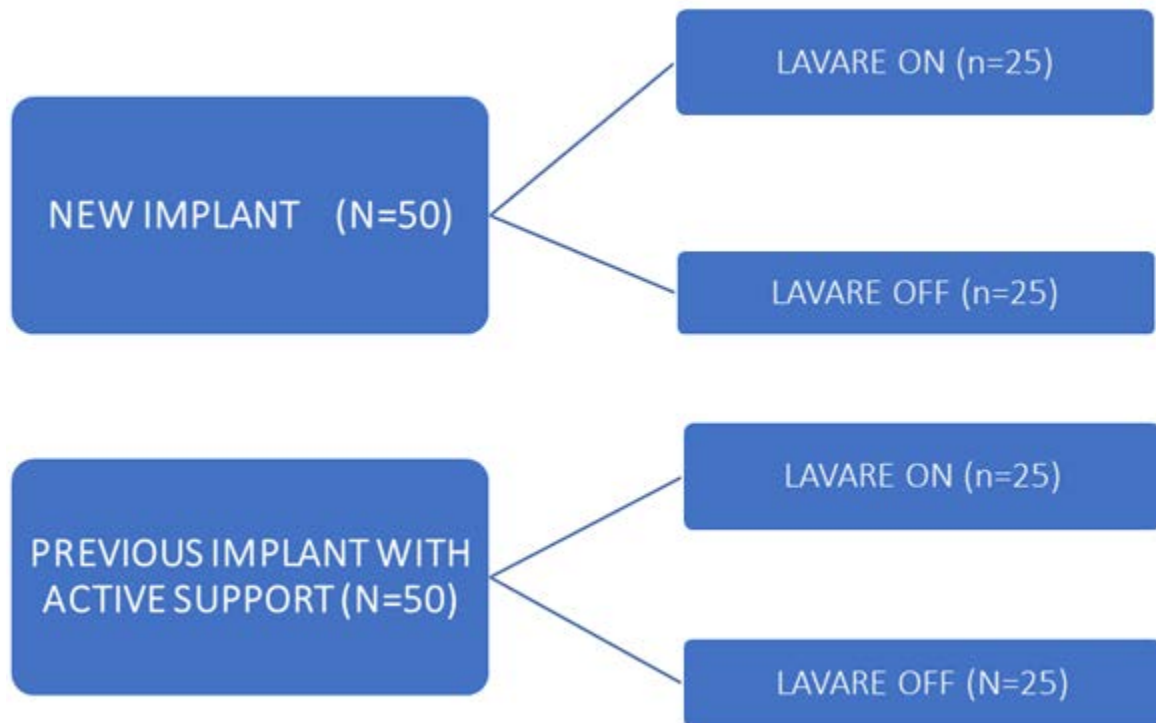 NEW IMPLANT (N=50)
LAVARE ON (n=25)
LAVARE OFF (n=25)
PREVIOUS IMPLANT WITH
ACTIVE SUPPORT (N=50)
LAVARE ON (n=25)
LAVARE OFF (N=25)